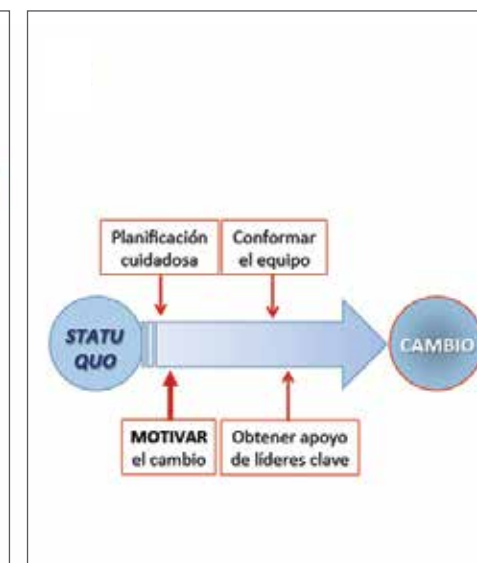 Planificación
cuidadosa
Conformar
el equipo
STATU
QUO
CAMBIO
MOTIVAR
el cambio
Obtener apoyo
de líderes clave